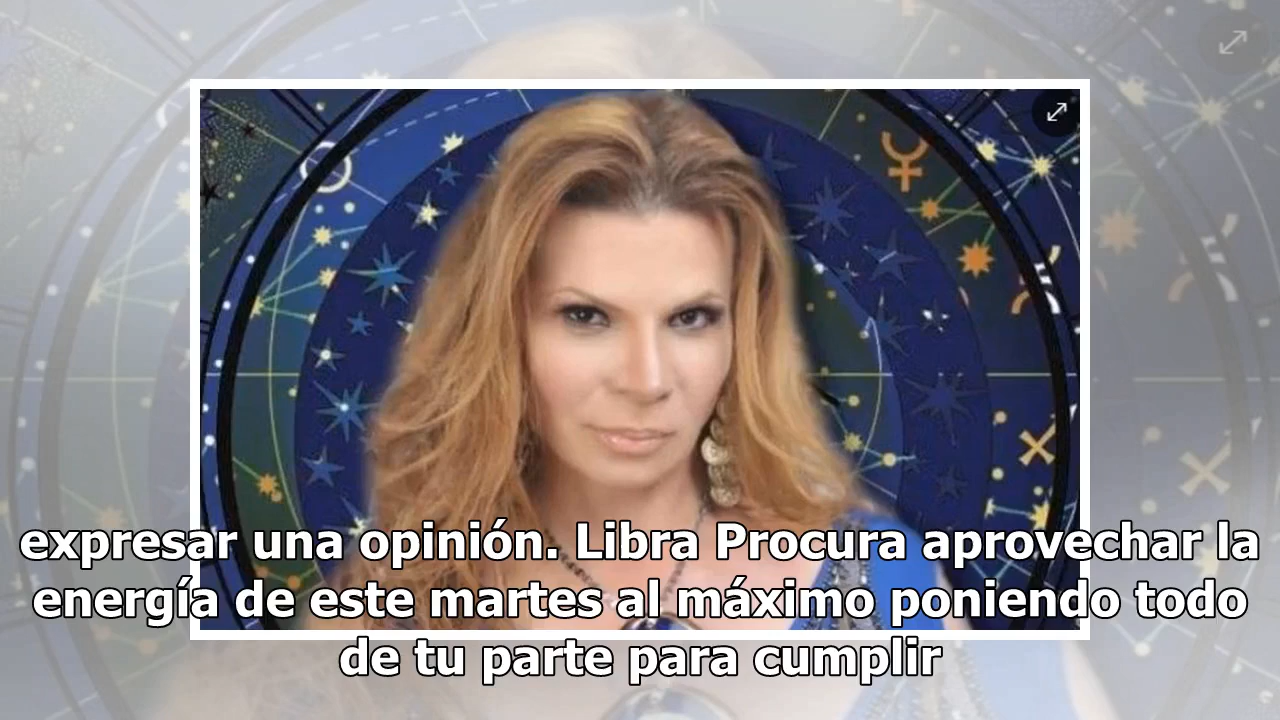 expresar una opinión. Libra Procura aprovechar la
energía de este martes al máximo poniendo todo
de tu parte para cumplir